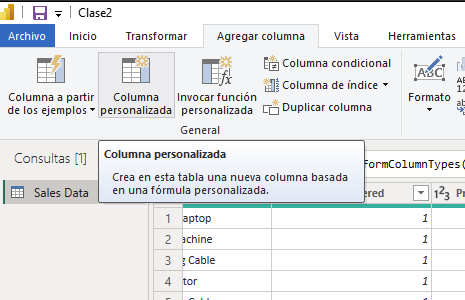 Clase2
Archivo Inicio Transformar Agregar columna Vista Herramientas
Columna a partir de los ejemplos
Columna personalizada
Invocar función personalizada
Columna condicional
Columna de índice
Duplicar columna
General
ABC
Formato
Consultas [1]
Columna personalizada
Crea en esta tabla una nueva columna basada
en una fórmula personalizada.
formColumnTypes(
Sales Data
ered 123 Pr
1 aptop 1
2 achine 1
3 g Cable 1
4 tor 1